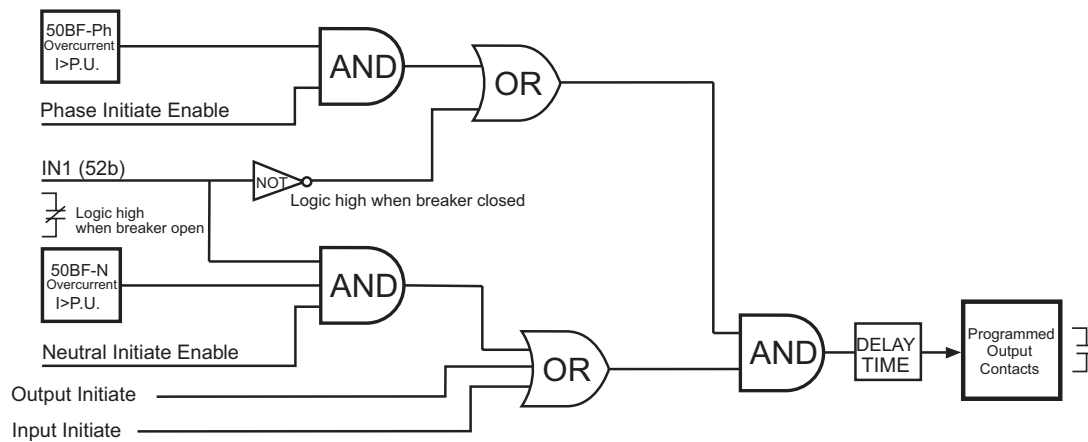 50BF-Ph
Overcurrent
I>P.U.
AND
OR
Phase Initiate Enable
IN1 (52b)
NOT
Logic high when breaker closed
Logic high
when breaker open
50BF-N
Overcurrent
I>P.U.
AND
Neutral Initiate Enable
OR
AND
DELAY
TIME
Programmed
Output
Contacts
Output Initiate
Input Initiate